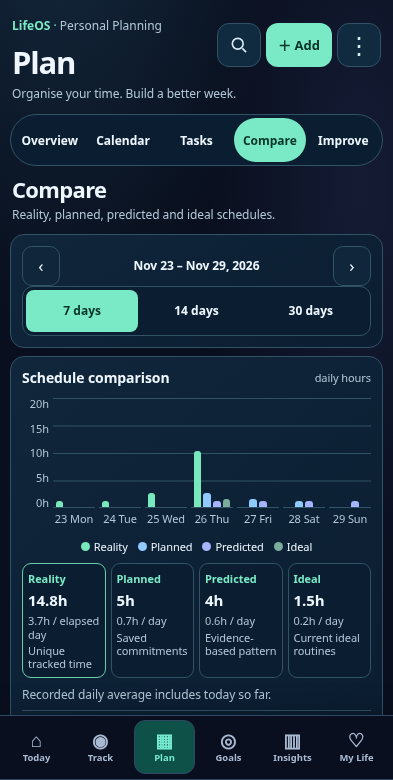 LifeOS · Personal Planning
Plan
+ Add
Organise your time. Build a better week.
Overview Calendar Tasks Compare Improve
Compare
Reality, planned, predicted and ideal schedules.
‹ Nov 23 – Nov 29, 2026 ›
7 days 14 days 30 days
Schedule comparison daily hours
20h
15h
10h
5h
0h
23 Mon 24 Tue 25 Wed 26 Thu 27 Fri 28 Sat 29 Sun
Reality Planned Predicted Ideal
Reality
14.8h
3.7h / elapsed
day
Unique
tracked time
Planned
5h
0.7h / day
Saved
commitments
Predicted
4h
0.6h / day
Evidence-
based pattern
Ideal
1.5h
0.2h / day
Current ideal
routines
Recorded daily average includes today so far.
Today Track Plan Goals Insights My Life